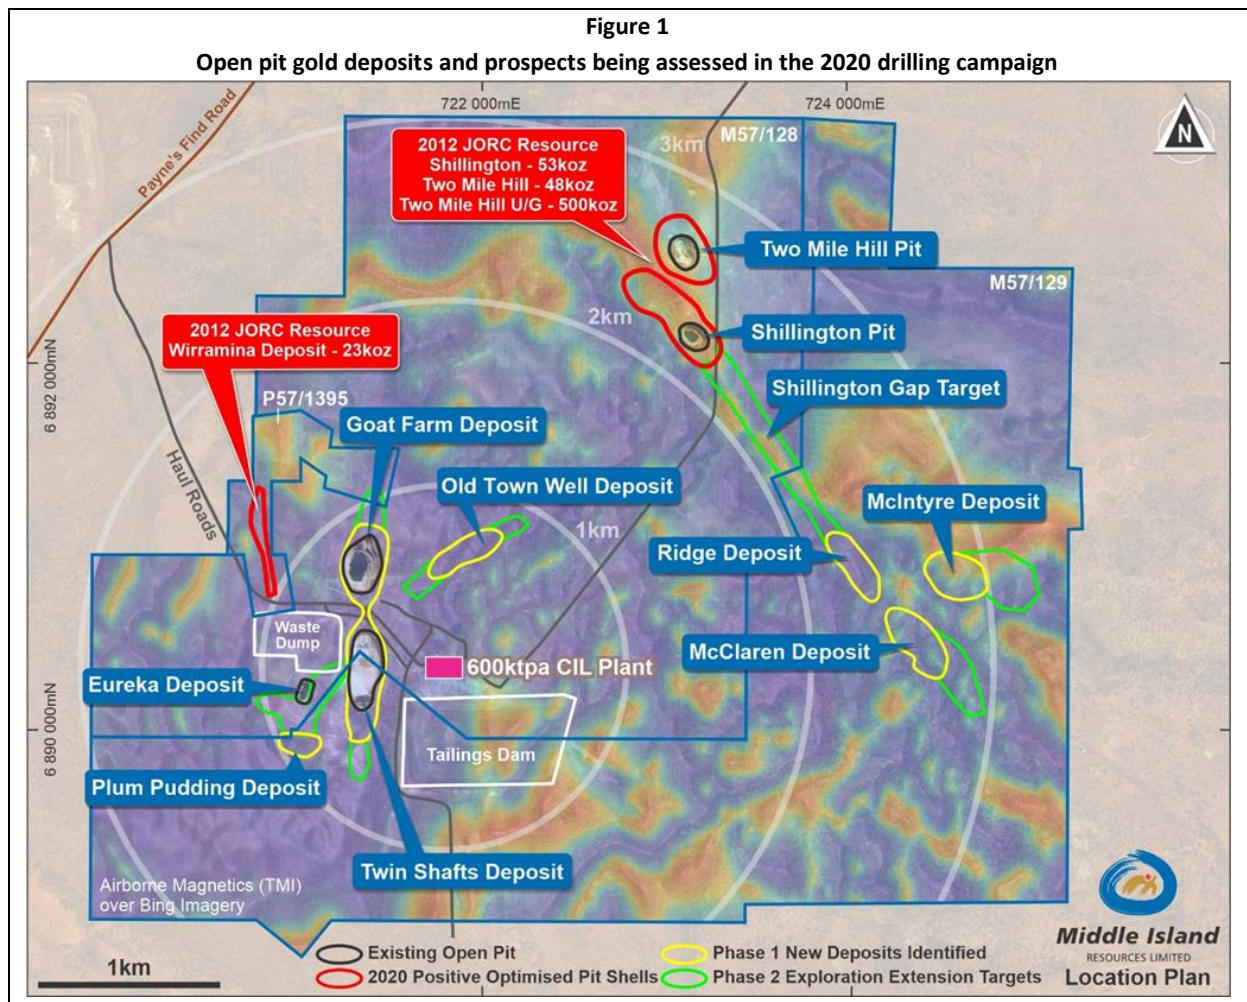 Figure 1
Open pit gold deposits and prospects being assessed in the 2020 drilling campaign
722 000mE
724 000mE
Payne's Find Road
N
2012 JORC Resource
Shillington - 53koz
Two Mile Hill - 48koz
Two Mile Hill U/G - 500koz
3km
M57/128
Two Mile Hill Pit
M57/129
2km
2012 JORC Resource
Wirramina Deposit - 23koz
Shillington Pit
6 892 000mN
Shillington Gap Target
P57/1395
Goat Farm Deposit
Haul Roads
Old Town Well Deposit
McIntyre Deposit
1km
Ridge Deposit
Waste
Dump
McClaren Deposit
600ktpa CIL Plant
Eureka Deposit
6 890 000mN
Tailings Dam
Plum Pudding Deposit
Twin Shafts Deposit
Airborne Magnetics (TMI)
over Bing Imagery
Existing Open Pit
Phase 1 New Deposits Identified
2020 Positive Optimised Pit Shells
Phase 2 Exploration Extension Targets
1km
Middle Island
RESOURCES LIMITED
Location Plan